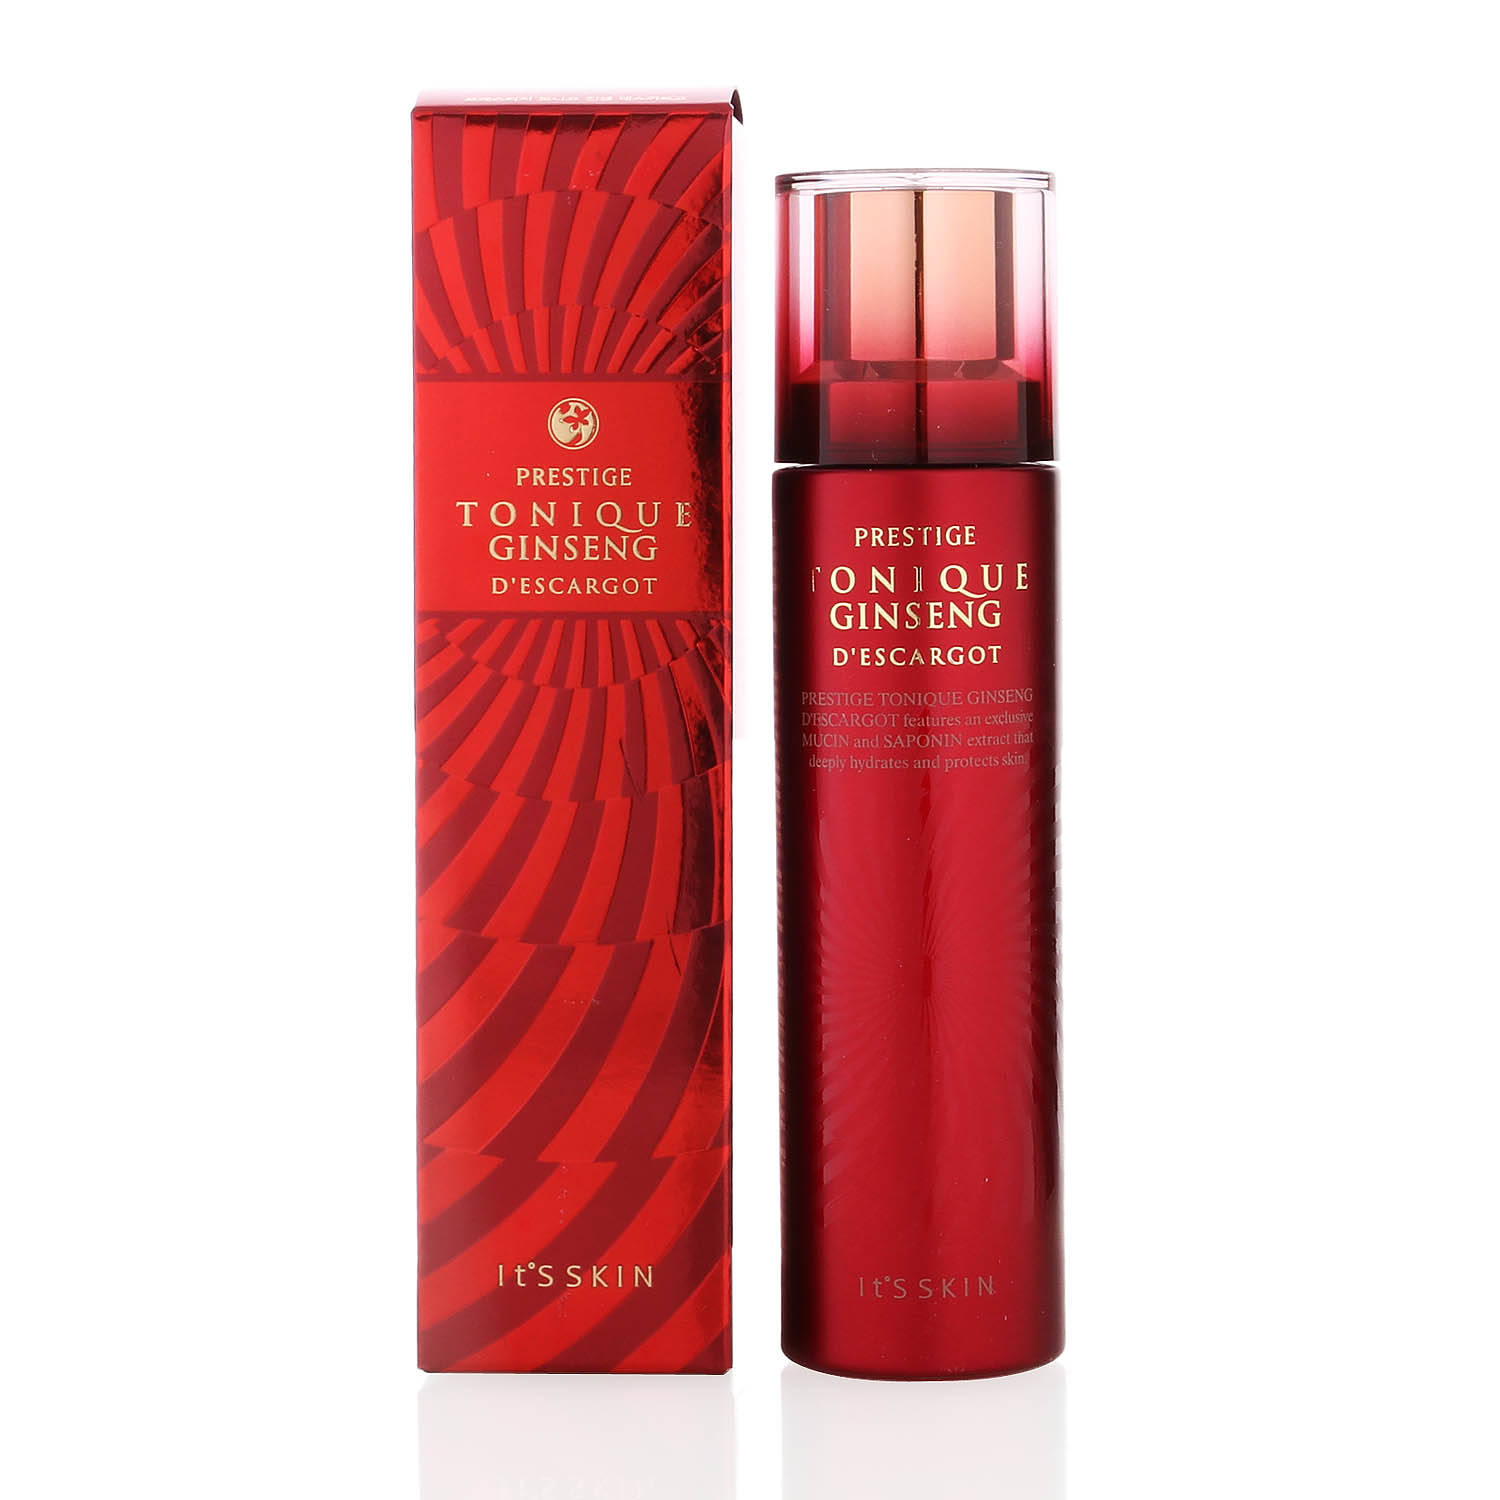 PRESTIGE
TONIQUE
GINSENG
D'ESCARGOT
It'S SKIN
PRESTIGE
TONIQUE
GINSENG
D'ESCARGOT
PRESTIGE TONIQUE GINSENG
D'ESCARGOT features an exclusive
MUCIN and SAPONIN extract that
deeply hydrates and protects skin.
It'S SKIN